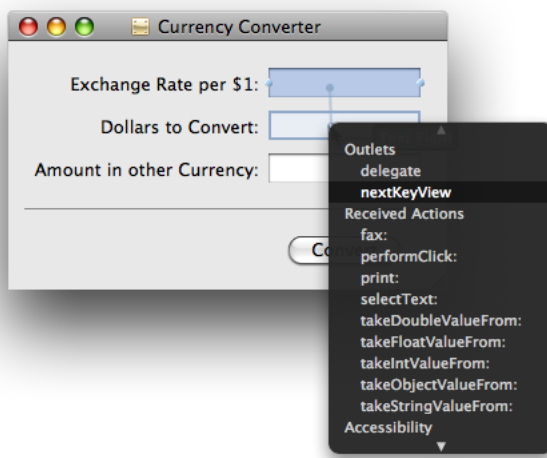 Currency Converter
Exchange Rate per $1:
Dollars to Convert:
Amount in other Currency:
Outlets
delegate
nextKeyView
Received Actions
fax:
performClick:
print:
selectText:
takeDoubleValueFrom:
takeFloatValueFrom:
takeIntValueFrom:
takeObjectValueFrom:
takeStringValueFrom:
Accessibility
Convert